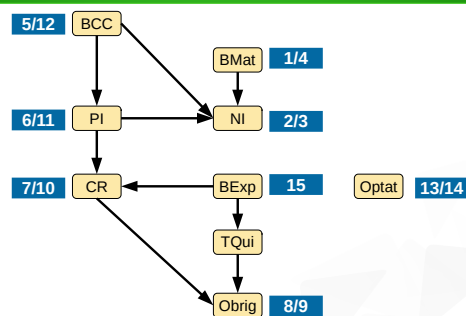 5/12 BCC
BMat 1/4
6/11 PI NI 2/3
7/10 CR BExp 15 Optat 13/14
TQui
Obrig 8/9